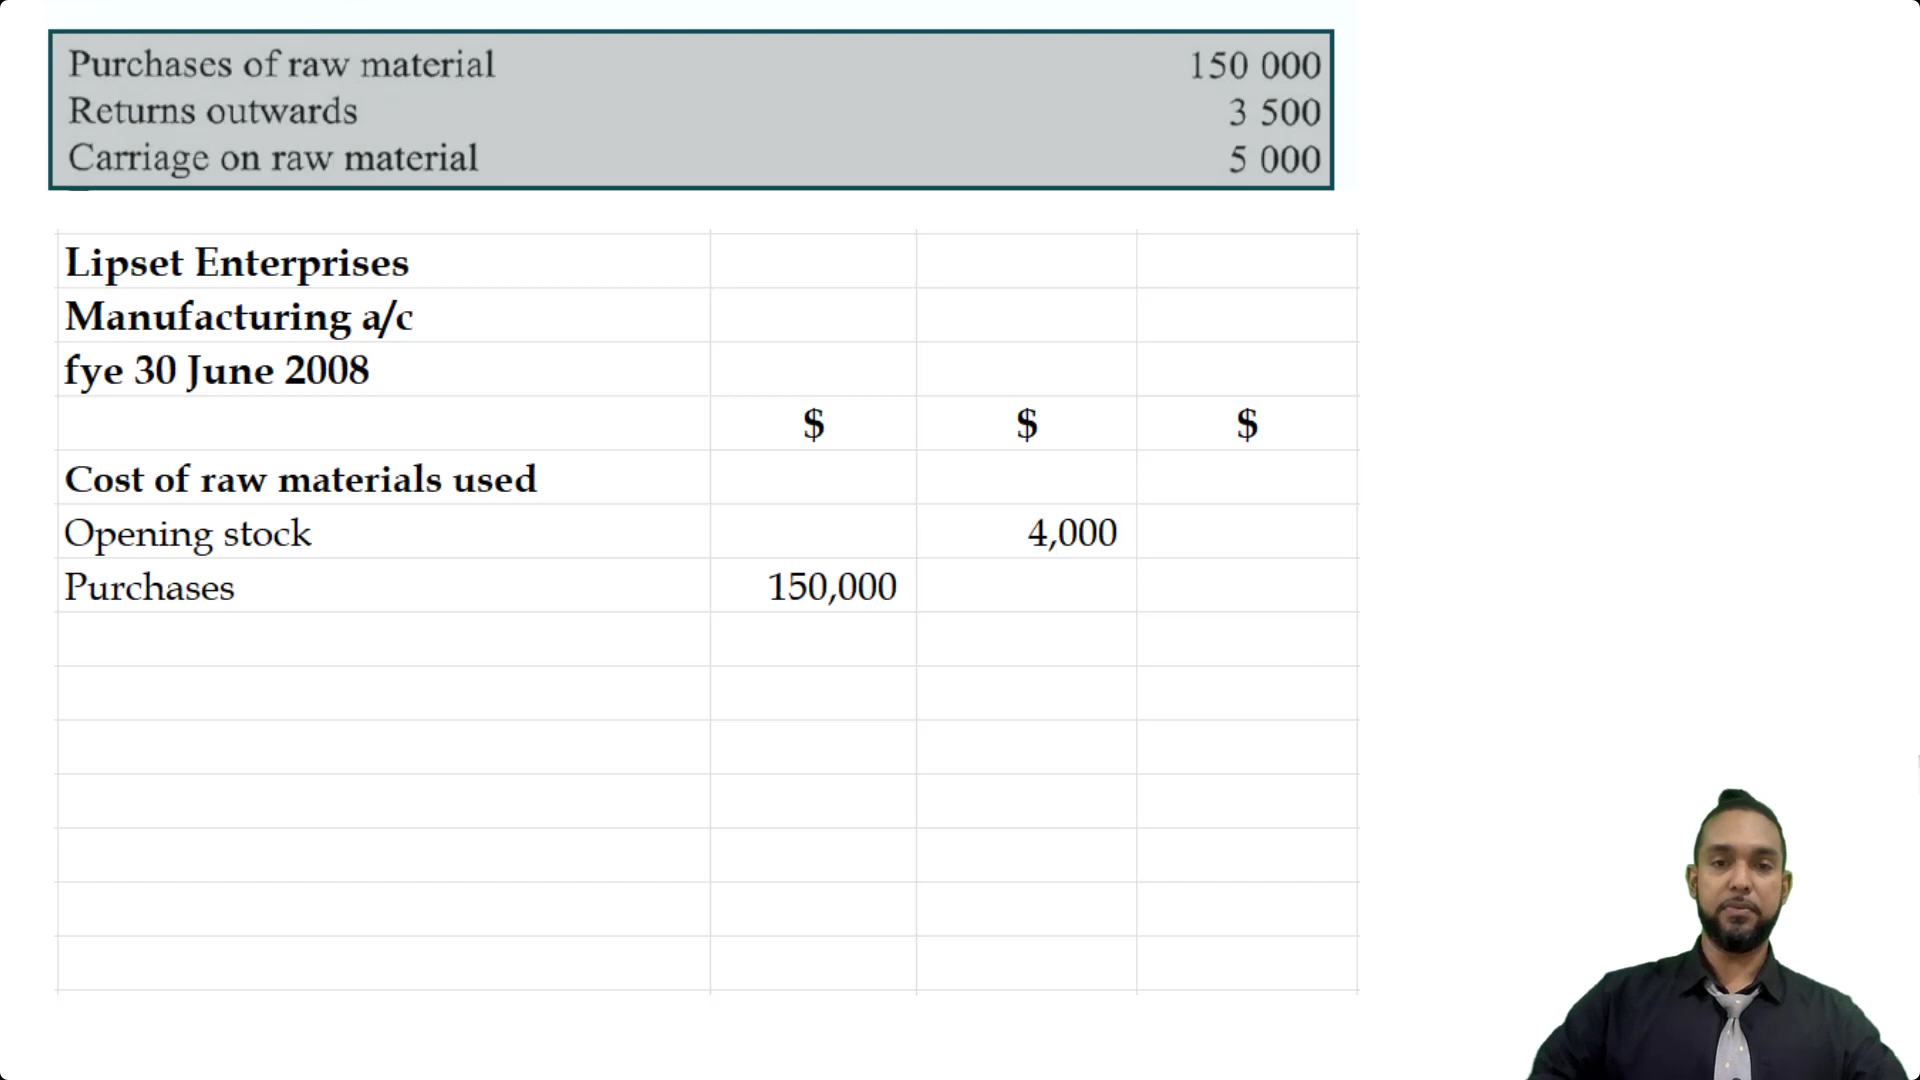 Purchases of raw material 150 000
Returns outwards 3 500
Carriage on raw material 5 000
Lipset Enterprises
Manufacturing a/c
fye 30 June 2008
$ $ $
Cost of raw materials used
Opening stock 4,000
Purchases 150,000